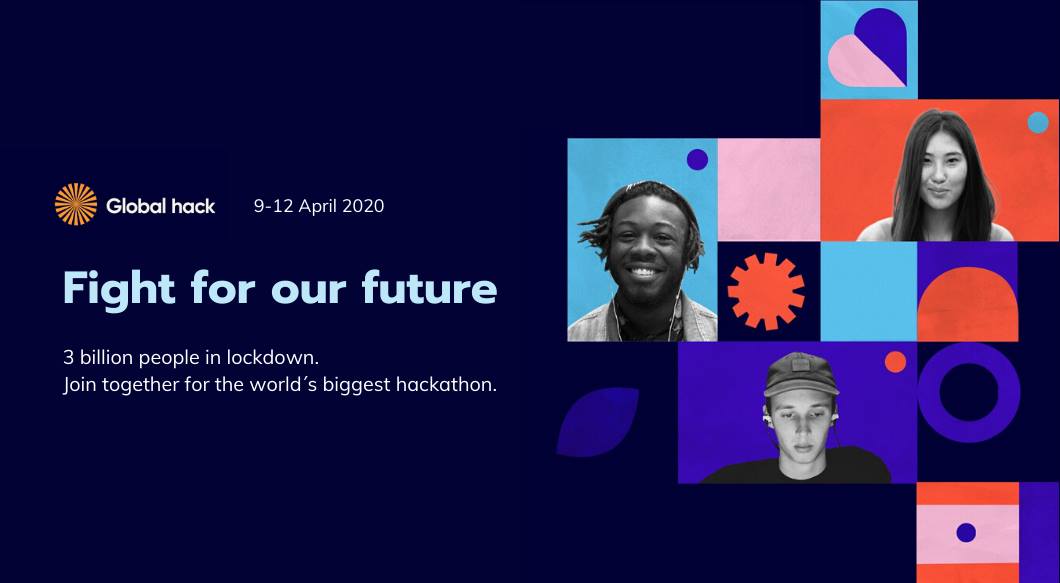 Global hack
9-12 April 2020
Fight for our future
3 billion people in lockdown.
Join together for the world´s biggest hackathon.